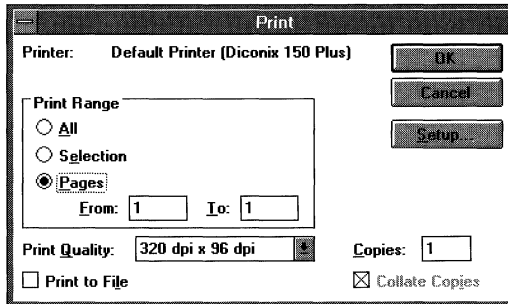 Print
Printer: Default Printer (Diconix 150 Plus)
OK
Cancel
Setup...
Print Range
All
Selection
Pages
From: 1 To: 1
Print Quality: 320 dpi x 96 dpi Copies: 1
Print to File Collate Copies